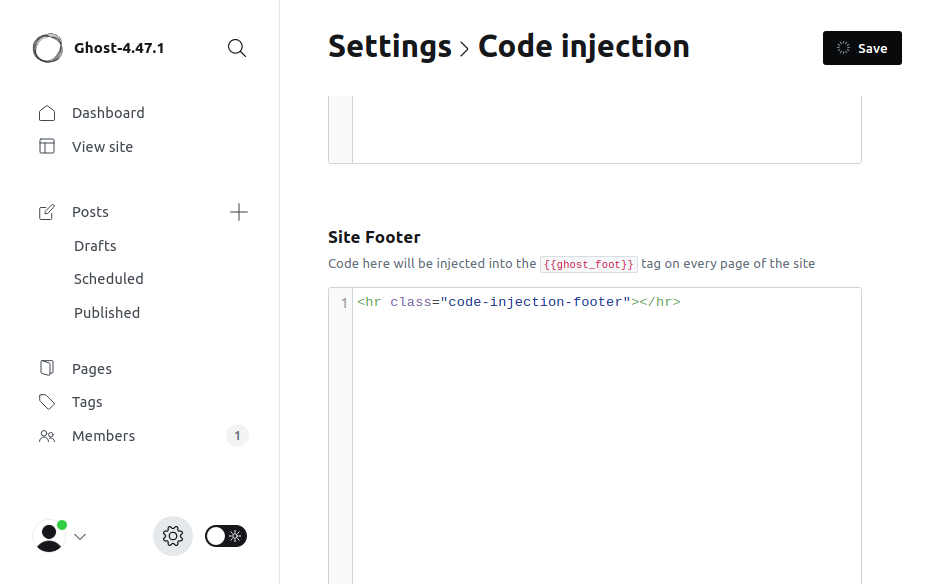 Ghost-4.47.1
Dashboard
View site
Posts
Drafts
Scheduled
Published
Pages
Tags
Members 1
Settings > Code injection
Save
Site Footer
Code here will be injected into the {{ghost_foot}} tag on every page of the site
1 <hr class="code-injection-footer"></hr>